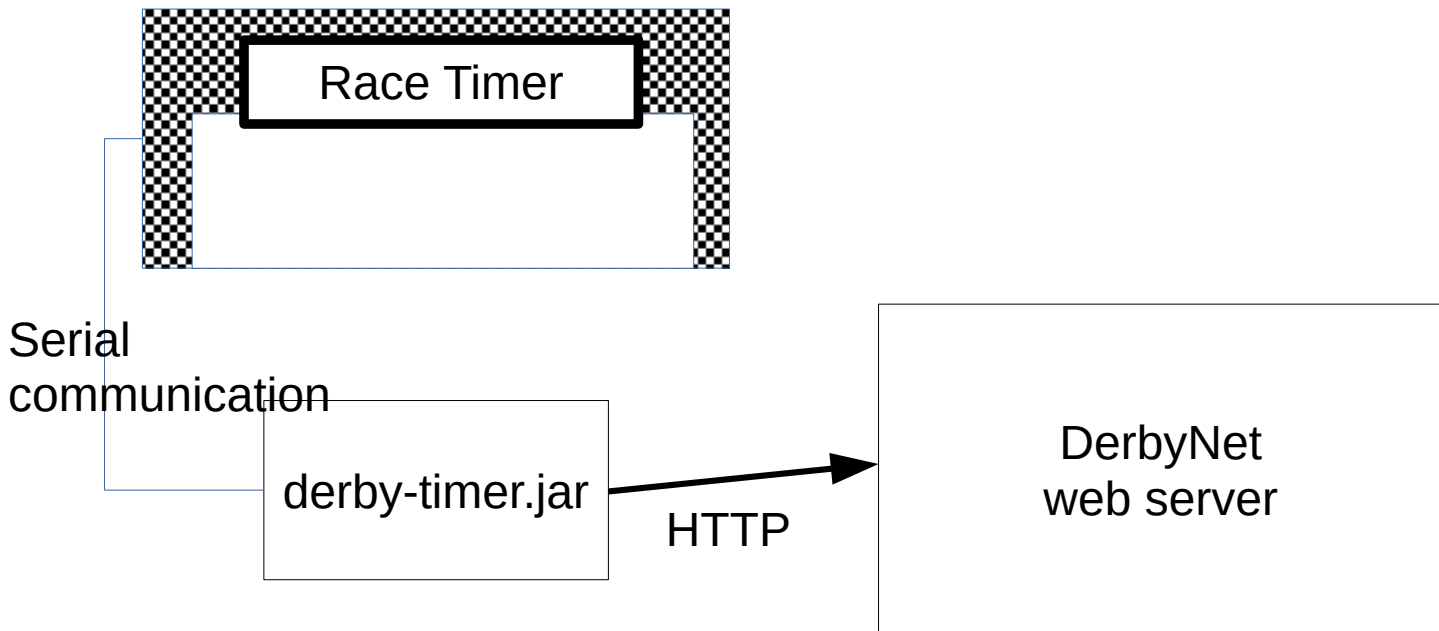 Race Timer
Serial
communication
derby-timer.jar
HTTP
DerbyNet
web server